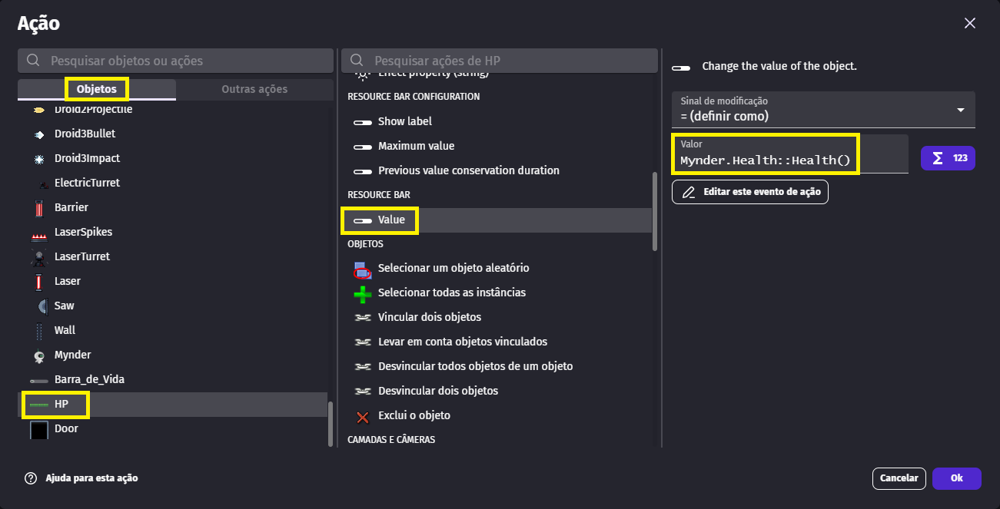 Ação
Pesquisar objetos ou ações
Objetos
Outras ações
Droid2Projectile
Droid3Bullet
Droid3Impact
ElectricTurret
Barrier
LaserSpikes
LaserTurret
Laser
Saw
Wall
Mynder
Barra_de_Vida
HP
Door
Pesquisar ações de HP
Effect property (string)
RESOURCE BAR CONFIGURATION
Show label
Maximum value
Previous value conservation duration
RESOURCE BAR
Value
OBJETOS
Selecionar um objeto aleatório
Selecionar todas as instâncias
Vincular dois objetos
Levar em conta objetos vinculados
Desvincular todos objetos de um objeto
Desvincular dois objetos
Exclui o objeto
CAMADAS E CÂMERAS
Change the value of the object.
Sinal de modificação
= (definir como)
Valor
Mynder.Health::Health()
Σ 123
Editar este evento de ação
Ajuda para esta ação
Cancelar
Ok